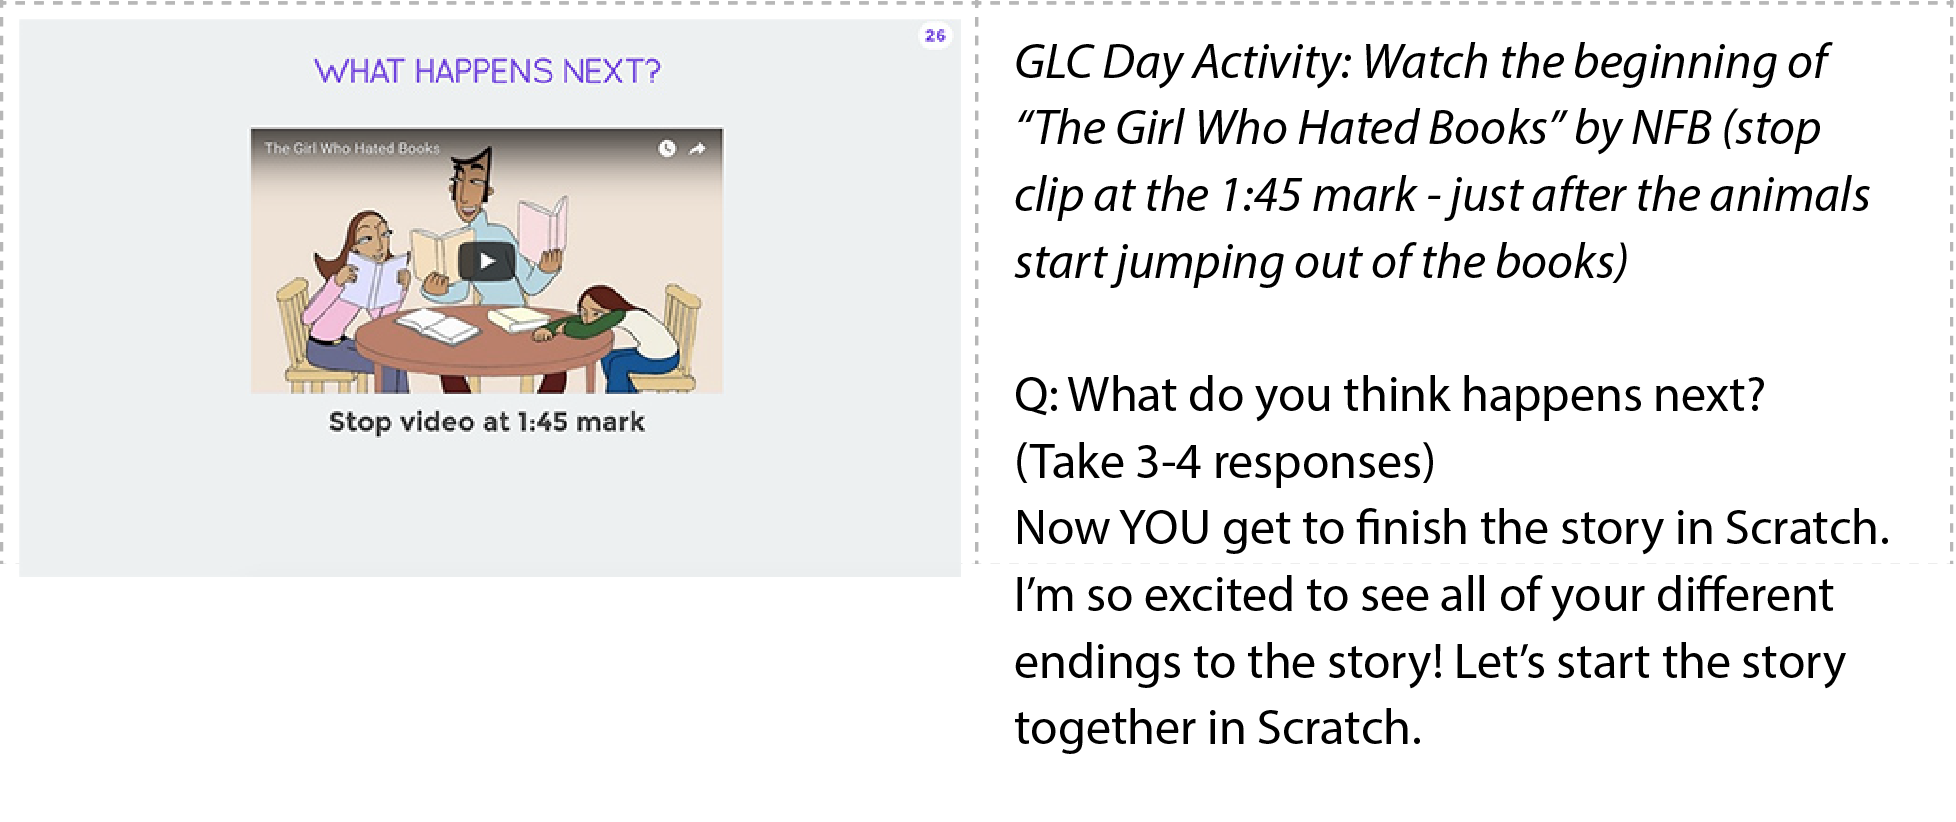 26
WHAT HAPPENS NEXT?
The Girl Who Hated Books
Stop video at 1:45 mark
GLC Day Activity: Watch the beginning of
“The Girl Who Hated Books” by NFB (stop
clip at the 1:45 mark - just after the animals
start jumping out of the books)
Q: What do you think happens next?
(Take 3-4 responses)
Now YOU get to finish the story in Scratch.
I’m so excited to see all of your different
endings to the story! Let’s start the story
together in Scratch.